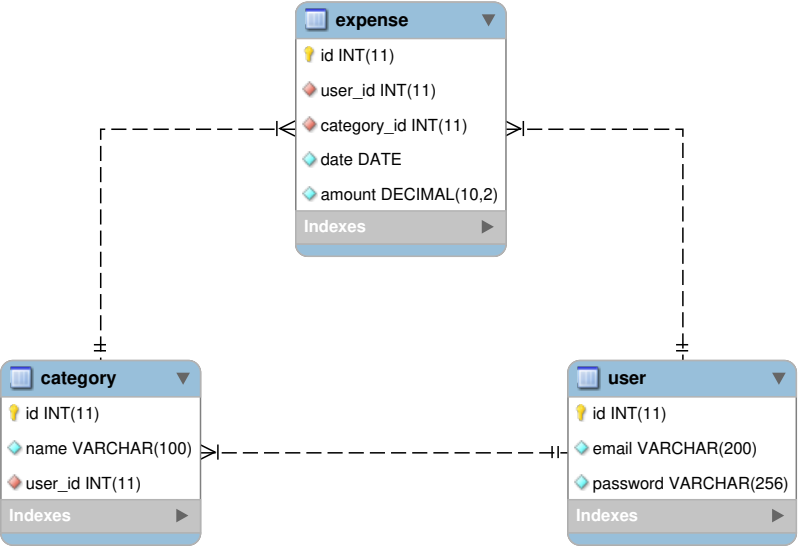 expense
id INT(11)
user_id INT(11)
category_id INT(11)
date DATE
amount DECIMAL(10,2)
Indexes
category
id INT(11)
name VARCHAR(100)
user_id INT(11)
Indexes
user
id INT(11)
email VARCHAR(200)
password VARCHAR(256)
Indexes